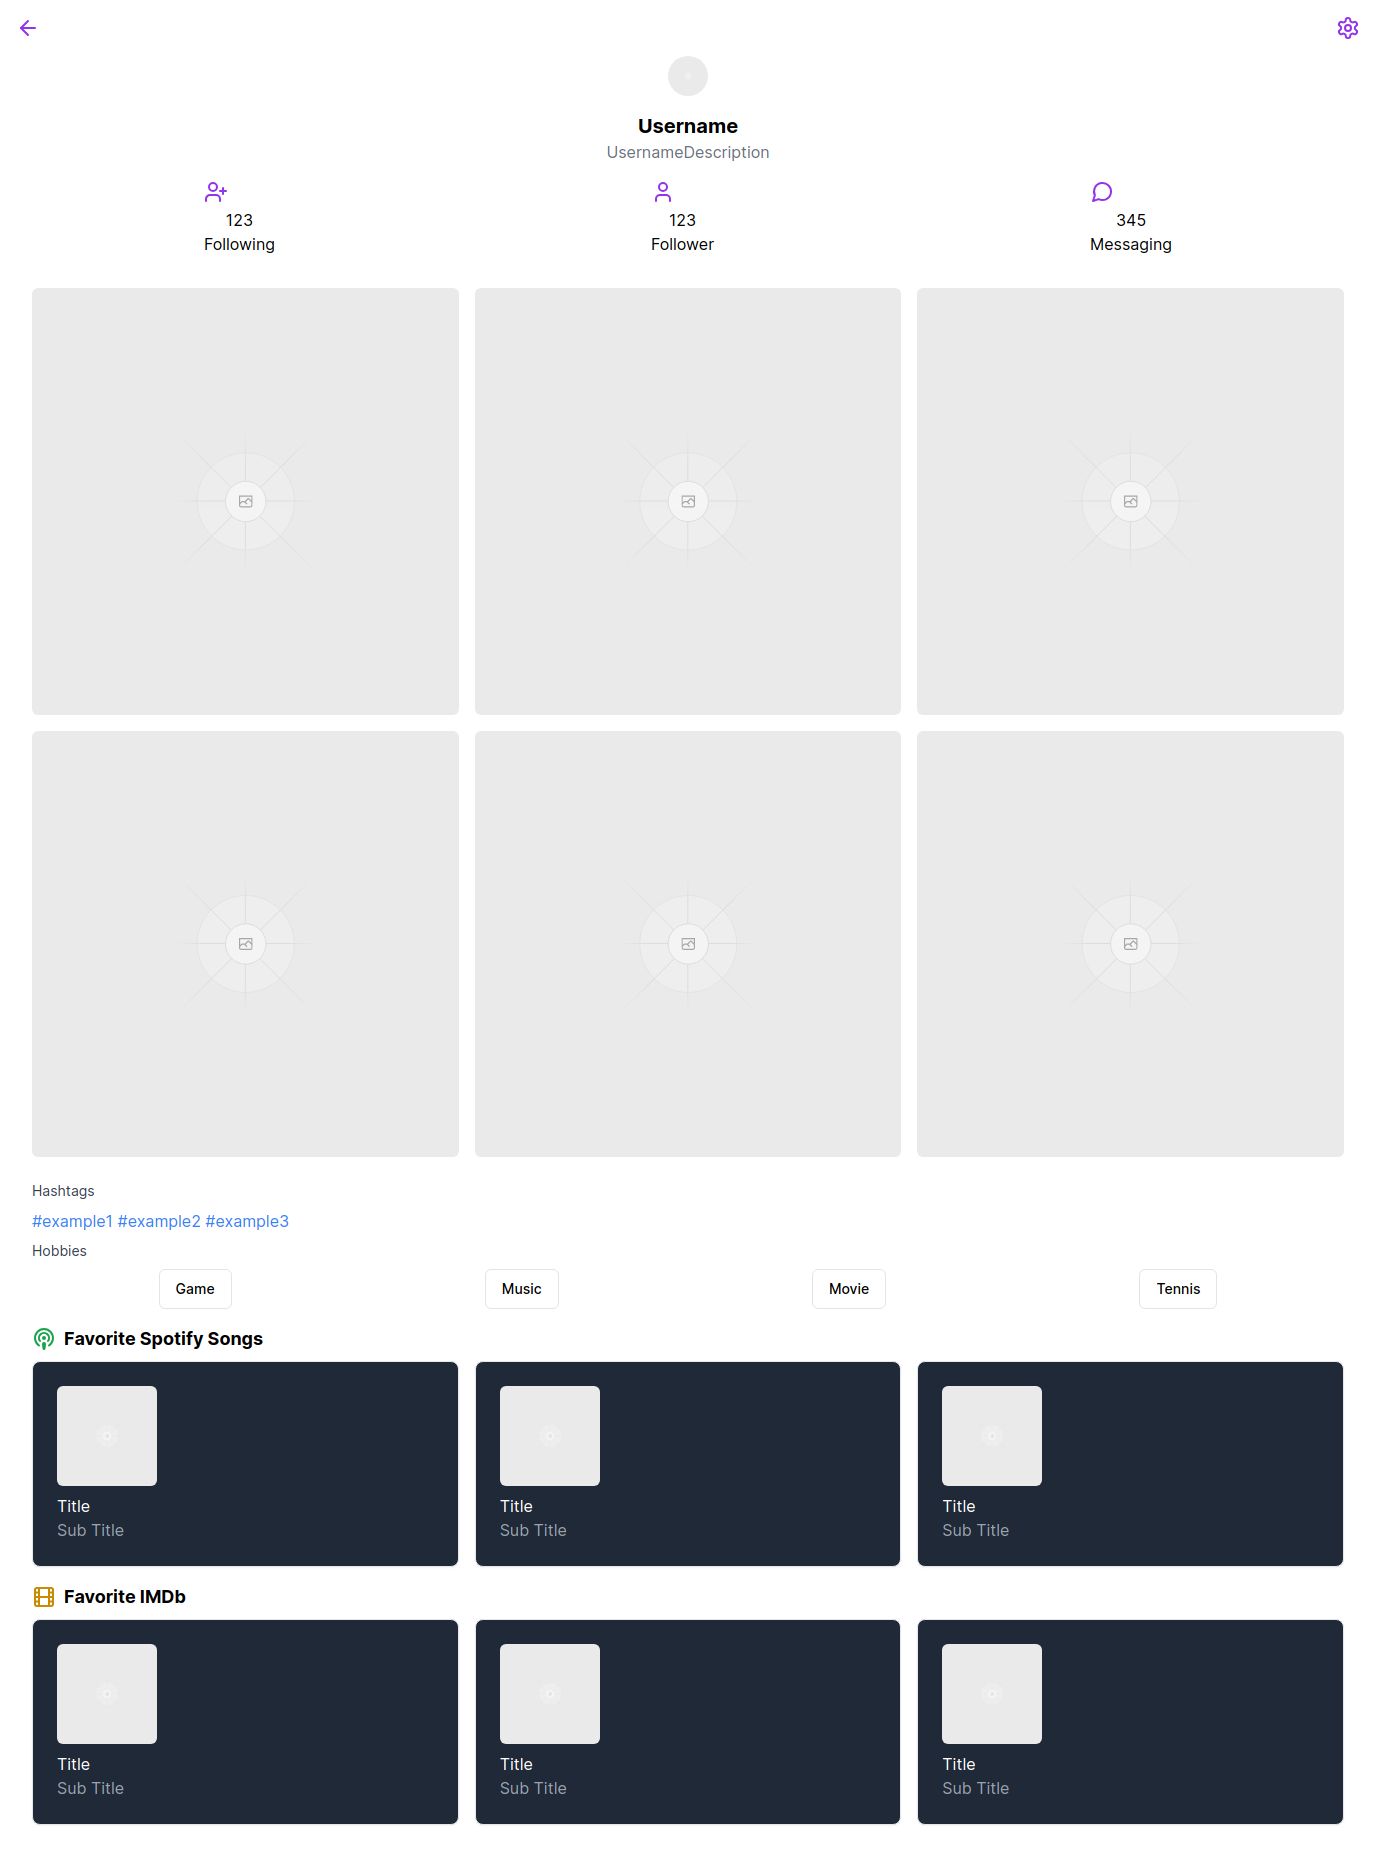 Username
UsernameDescription
123 123 345
Following Follower Messaging
Hashtags
#example1 #example2 #example3
Hobbies
Game Music Movie Tennis
Favorite Spotify Songs
Title Title Title
Sub Title Sub Title Sub Title
Favorite IMDb
Title Title Title
Sub Title Sub Title Sub Title